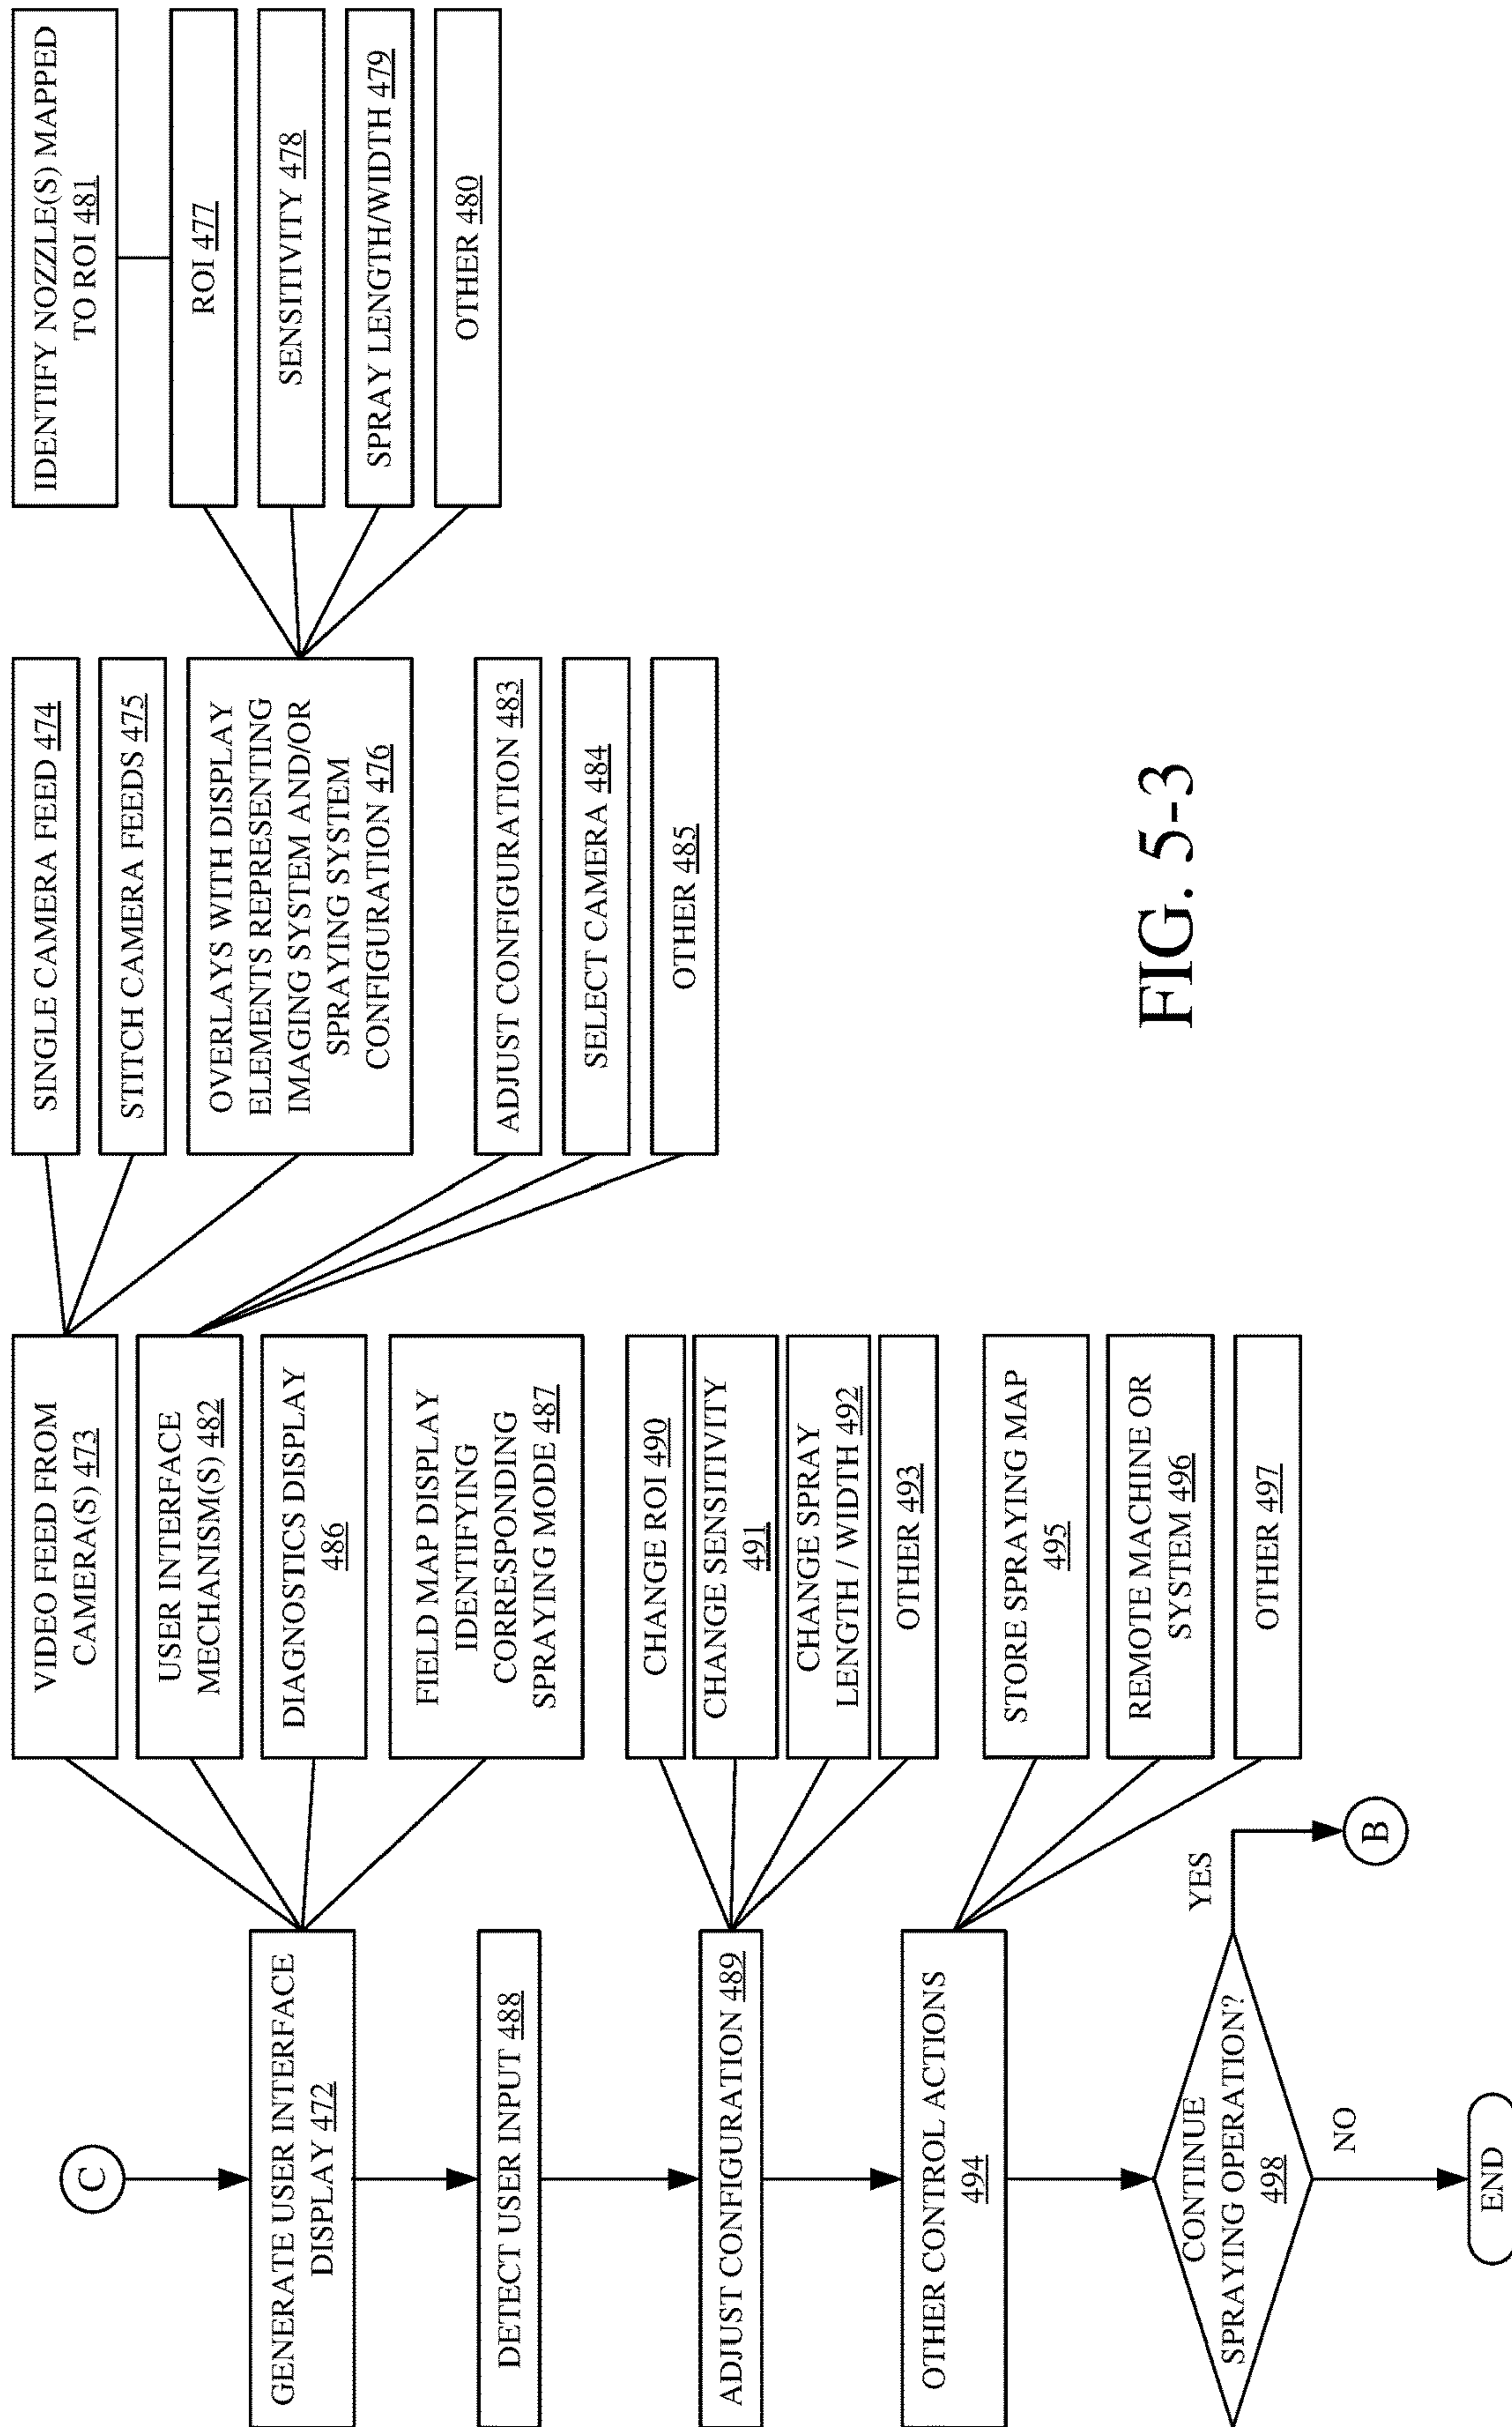 C
GENERATE USER INTERFACE
DISPLAY 472
VIDEO FEED FROM
CAMERA(S) 473
SINGLE CAMERA FEED 474
STITCH CAMERA FEEDS 475
OVERLAYS WITH DISPLAY
ELEMENTS REPRESENTING
IMAGING SYSTEM AND/OR
SPRAYING SYSTEM
CONFIGURATION 476
IDENTIFY NOZZLE(S) MAPPED
TO ROI 481
ROI 477
SENSITIVITY 478
SPRAY LENGTH/WIDTH 479
OTHER 480
USER INTERFACE
MECHANISM(S) 482
ADJUST CONFIGURATION 483
SELECT CAMERA 484
OTHER 485
DIAGNOSTICS DISPLAY
486
FIELD MAP DISPLAY
IDENTIFYING
CORRESPONDING
SPRAYING MODE 487
DETECT USER INPUT 488
ADJUST CONFIGURATION 489
CHANGE ROI 490
CHANGE SENSITIVITY
491
CHANGE SPRAY
LENGTH / WIDTH 492
OTHER 493
OTHER CONTROL ACTIONS
494
STORE SPRAYING MAP
495
REMOTE MACHINE OR
SYSTEM 496
OTHER 497
CONTINUE
SPRAYING OPERATION?
498
YES
B
NO
END
FIG. 5-3